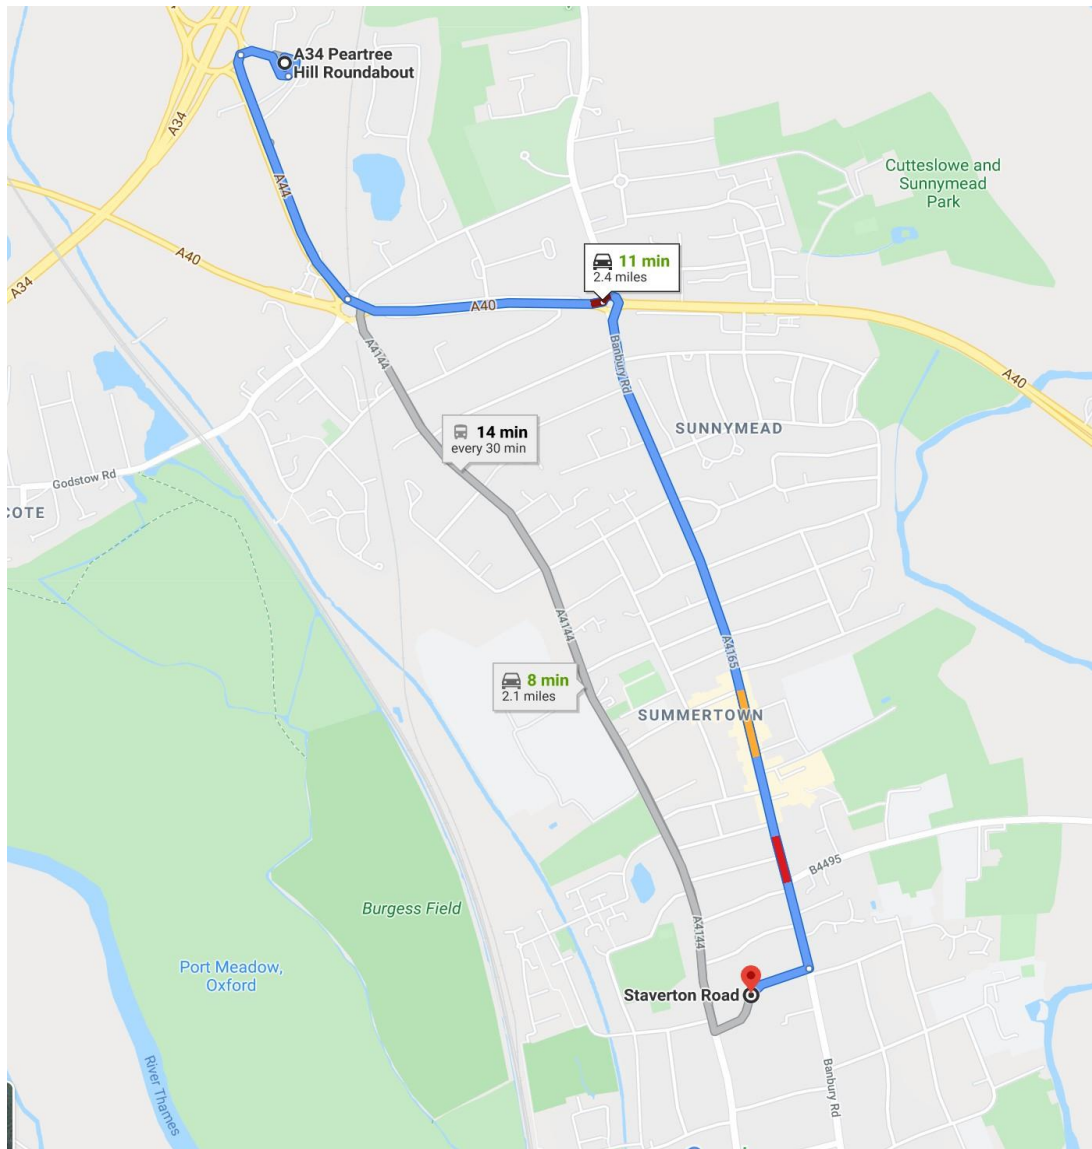 A34 Peartree
Hill Roundabout
A34
A44
Cutteslowe and
Sunnymead
Park
A40
11 min
2.4 miles
A34
A40
A4144
Banbury Rd
A40
14 min
every 30 min
SUNNYMEAD
Godstow Rd
COTE
A4144
A4165
8 min
2.1 miles
SUMMERTOWN
B4495
Burgess Field
A4144
Port Meadow,
Oxford
Staverton Road
River Thames
Banbury Rd